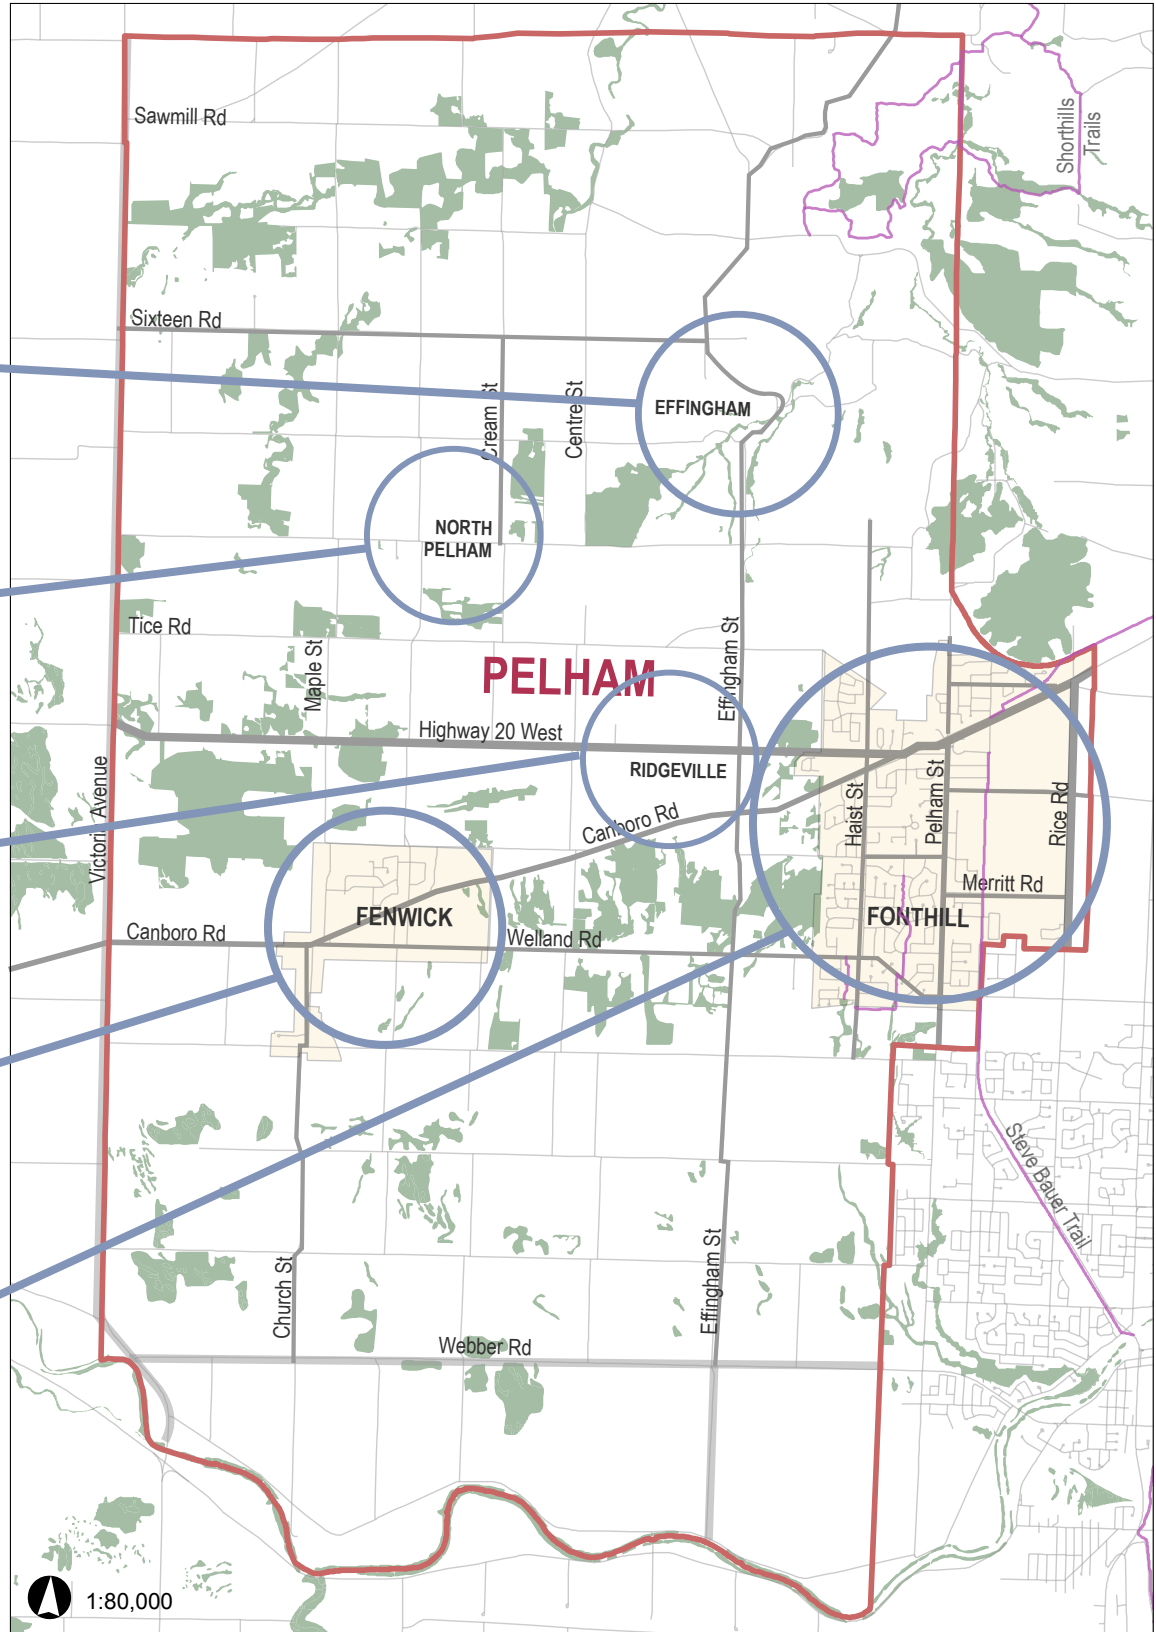 Sawmill Rd
Shorthills
Trails
Sixteen Rd
Cream St
Centre St
EFFINGHAM
NORTH
PELHAM
Tice Rd
Maple St
PELHAM
Effingham St
Highway 20 West
RIDGEVILLE
Victoria Avenue
Canboro Rd
Haist St
Pelham St
Rice Rd
Merritt Rd
FENWICK
FONTHILL
Canboro Rd
Welland Rd
Steve Bauer Trail
Church St
Effingham St
Webber Rd
1:80,000